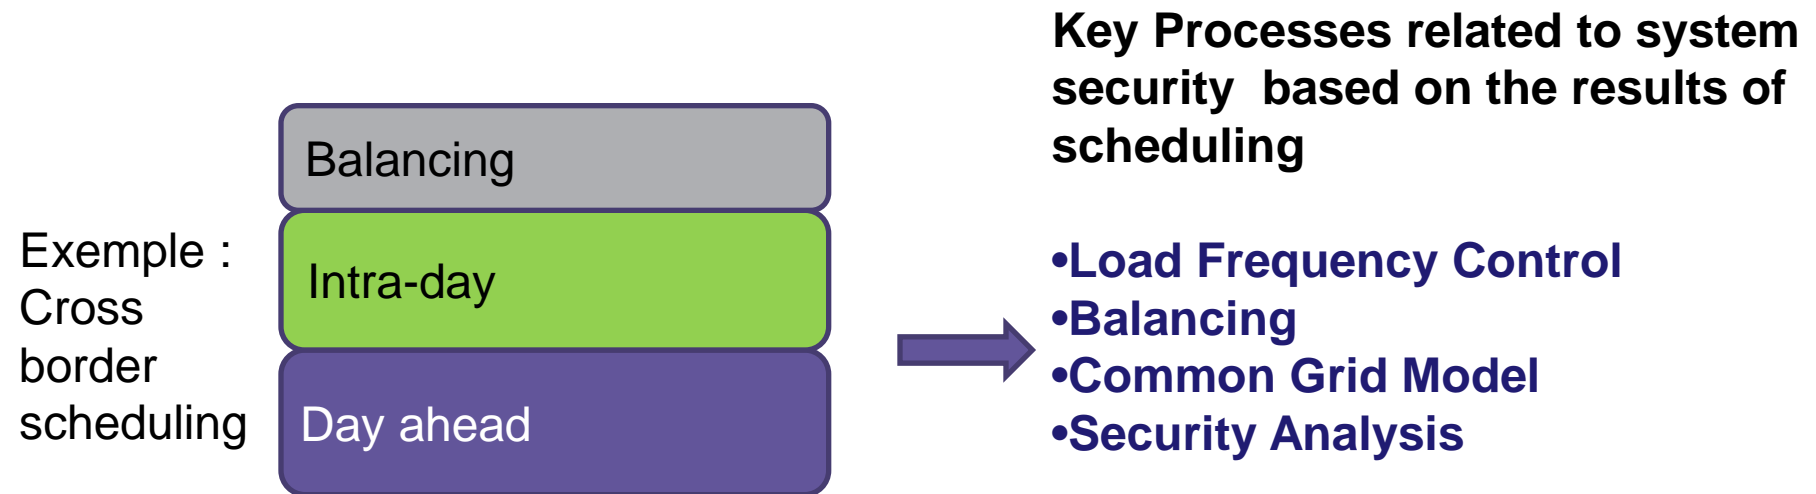 Exemple :
Cross
border
scheduling
Balancing
Intra-day
Day ahead
Key Processes related to system
security  based on the results of
scheduling
•Load Frequency Control
•Balancing
•Common Grid Model
•Security Analysis